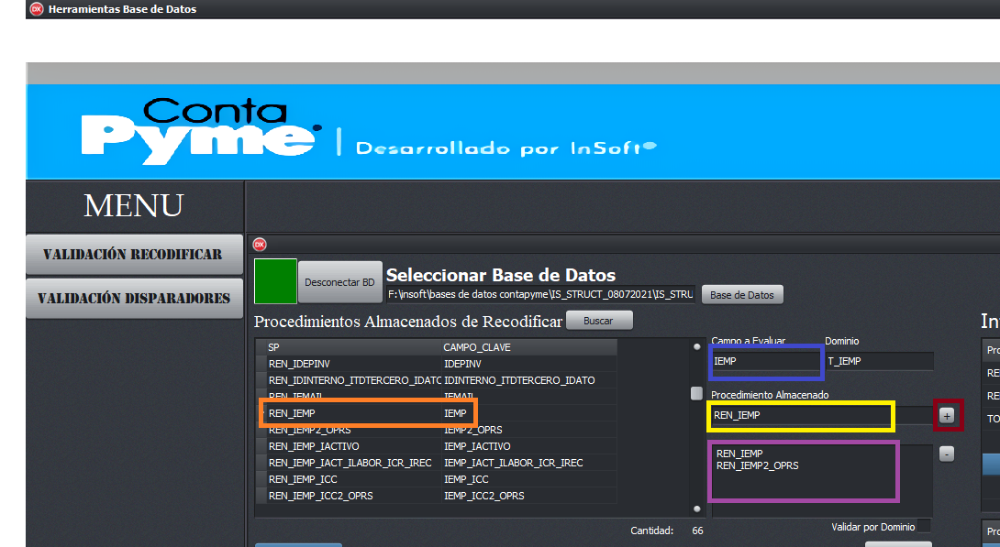 Herramientas Base de Datos
Conta
Pyme
Desarrollado por InSoft
MENU
VALIDACIÓN RECODIFICAR
VALIDACIÓN DISPARADORES
Desconectar BD
Seleccionar Base de Datos
F:\insoft\bases de datos contapyme\IS_STRUCT_08072021\IS_STRU
Base de Datos
Procedimientos Almacenados de Recodificar
Buscar
In
SP CAMPO_CLAVE
REN_IDEPINV IDEPINV
REN_IDINTERNO_ITDTERCERO_IDATO IDINTERNO_ITDTERCERO_IDATO
REN_IEMAIL IEMAIL
REN_IEMP IEMP
REN_IEMP2_OPRS IEMP2_OPRS
REN_IEMP_IACTIVO IEMP_IACTIVO
REN_IEMP_IACT_ILABOR_ICR_IREC IEMP_IACT_ILABOR_ICR_IREC
REN_IEMP_ICC IEMP_ICC
REN_IEMP_ICC2_OPRS IEMP_ICC2_OPRS
Cantidad: 66
Campo a Evaluar Dominio
IEMP T_IEMP
Procedimiento Almacenado
REN_IEMP +
REN_IEMP
REN_IEMP2_OPRS
-
Validar por Dominio
Pro
RE
RE
TO
Pro